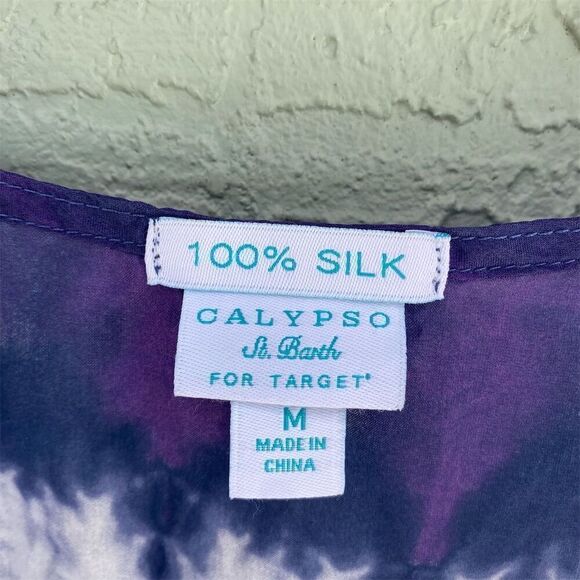 100% SILK
CALYPSO
St. Barth
FOR TARGET®
M
MADE IN
CHINA